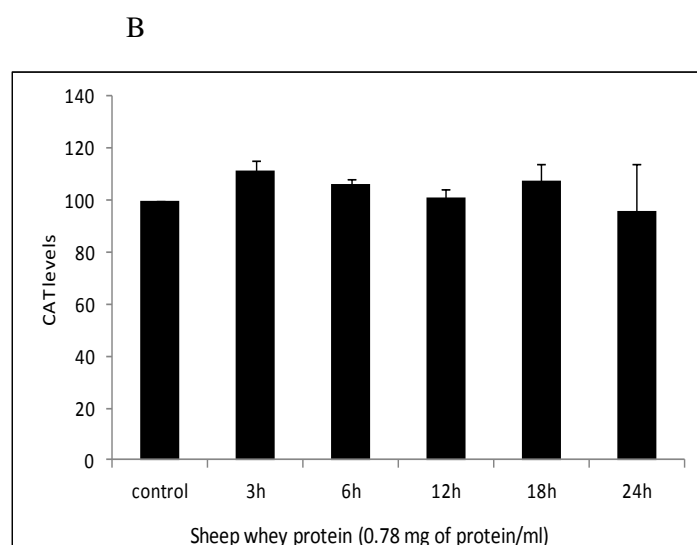 B
140
120
100
80
60
40
20
0
CAT levels
control 3h 6h 12h 18h 24h
Sheep whey protein (0.78 mg of protein/ml)